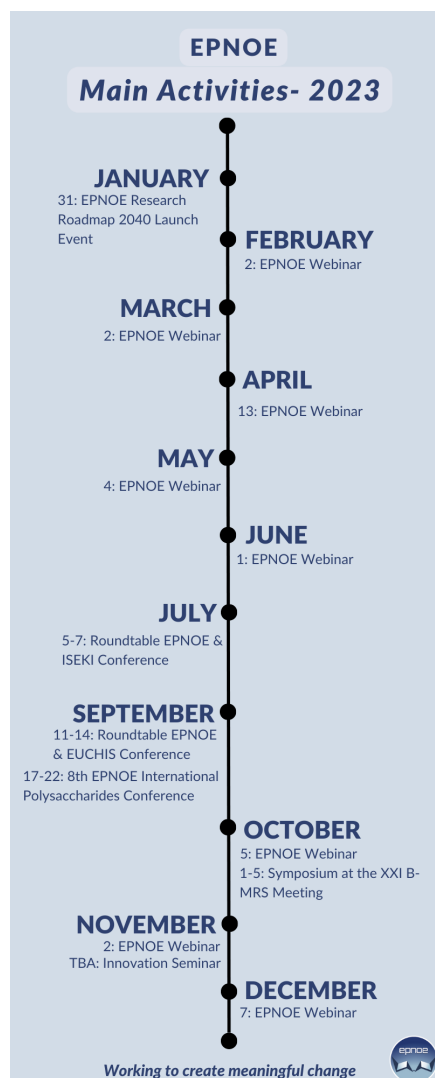 EPNOE
Main Activities- 2023
JANUARY
31: EPNOE Research
Roadmap 2040 Launch
Event
FEBRUARY
2: EPNOE Webinar
MARCH
2: EPNOE Webinar
APRIL
13: EPNOE Webinar
MAY
4: EPNOE Webinar
JUNE
1: EPNOE Webinar
JULY
5-7: Roundtable EPNOE &
ISEKI Conference
SEPTEMBER
11-14: Roundtable EPNOE
& EUCHIS Conference
17-22: 8th EPNOE International
Polysaccharides Conference
OCTOBER
5: EPNOE Webinar
1-5: Symposium at the XXI B-
MRS Meeting
NOVEMBER
2: EPNOE Webinar
TBA: Innovation Seminar
DECEMBER
7: EPNOE Webinar
Working to create meaningful change
epnoe